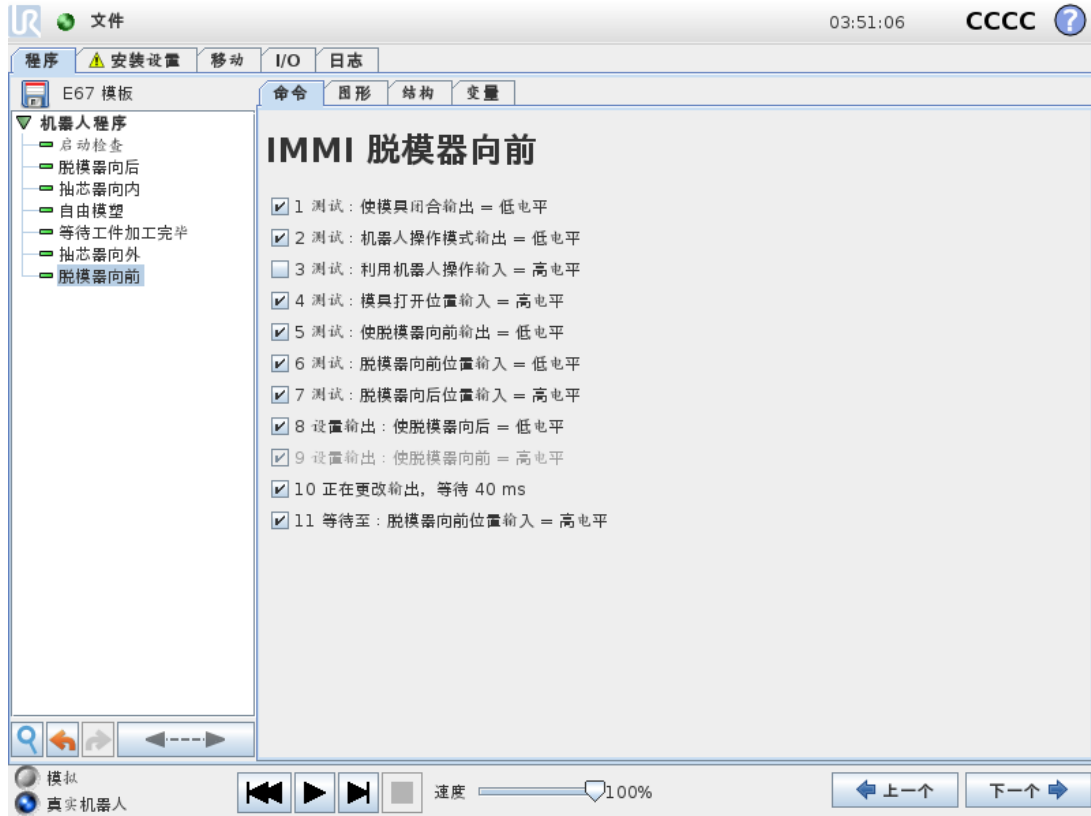 UR 文件 03:51:06 CCCC ?
程序 安装设置 移动 I/O 日志
E67 模板
命令 图形 结构 变量
机器人程序
启动检查
脱模器向后
抽芯器向内
自由模塑
等待工件加工完毕
抽芯器向外
脱模器向前
IMMI 脱模器向前
1 测试：使模具闭合输出 = 低电平
2 测试：机器人操作模式输出 = 低电平
3 测试：利用机器人操作输入 = 高电平
4 测试：模具打开位置输入 = 高电平
5 测试：使脱模器向前输出 = 低电平
6 测试：脱模器向前位置输入 = 低电平
7 测试：脱模器向后位置输入 = 高电平
8 设置输出：使脱模器向后 = 低电平
9 设置输出：使脱模器向前 = 高电平
10 正在更改输出，等待 40 ms
11 等待至：脱模器向前位置输入 = 高电平
模拟
真实机器人
速度 100%
上一个 下一个